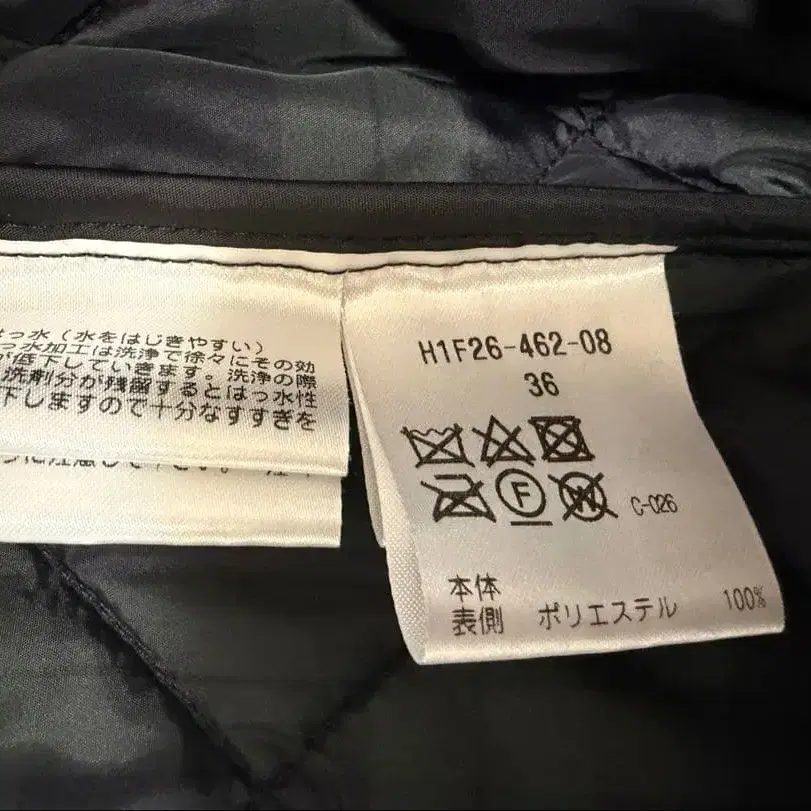 はっ水（水をはじきやすい）
っ水加工は洗浄で徐々にその効
が低下していきます。洗浄の際
洗剤分が残留するとはっ水性
下しますので十分なすすぎを
H1F26-462-08
36
F
W
C-026
本体
表側 ポリエステル 100%